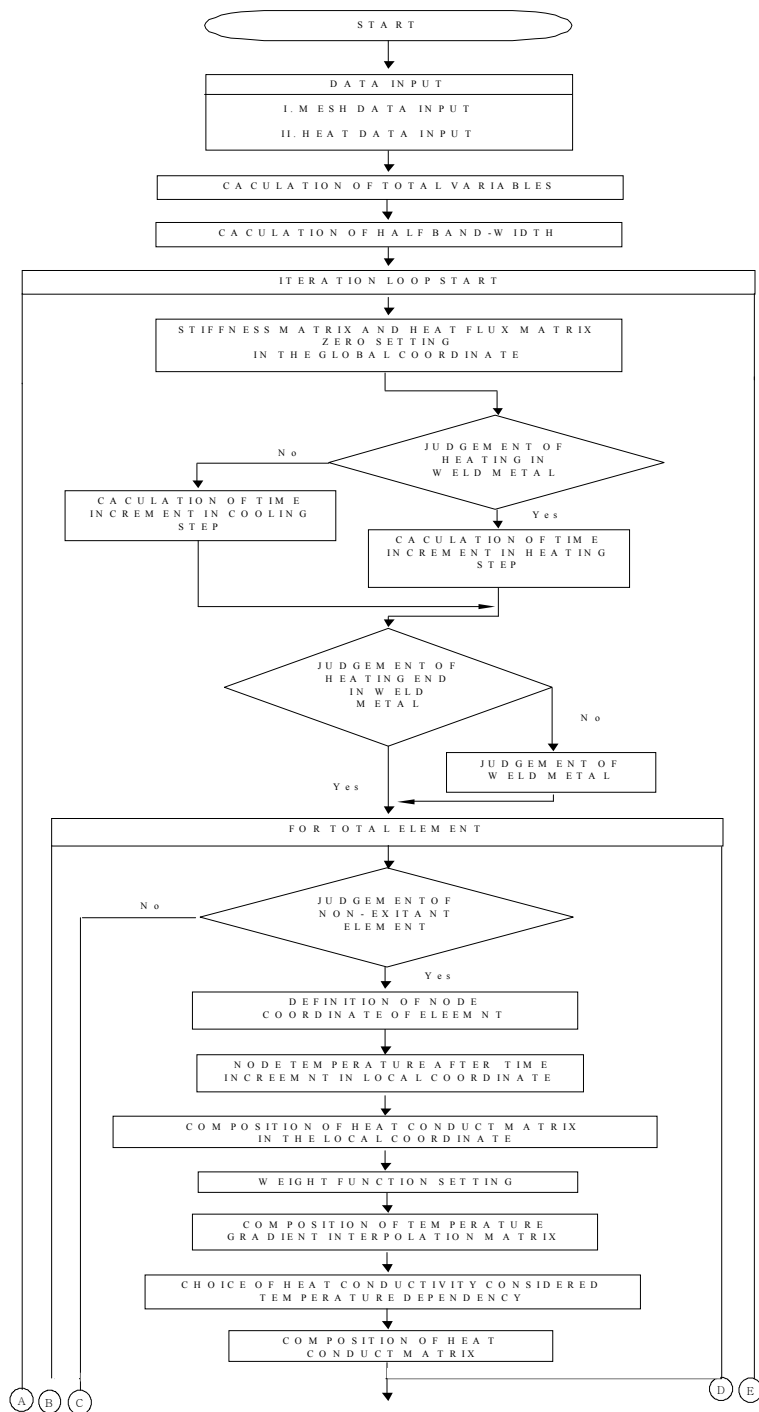 START
DATA INPUT
I. MESH DATA INPUT
II. HEAT DATA INPUT
CACULATION OF TOTAL VARIABLES
CACULATION OF HALF BAND-WIDTH
ITERATION LOOP START
STIFFNESS MATRIX AND HEAT FLUX MATRIX
ZERO SETTING
IN THE GLOBAL COORDINATE
JUDGEMENT OF
HEATING IN
WELD METAL
No
CACULATION OF TIME
INCREMENT IN COOLING
STEP
Yes
CALCULATION OF TIME
INCREMENT IN HEATING
STEP
JUDGEMENT OF
HEATING END
IN WELD
METAL
No
JUDGEMENT OF
WELD METAL
Yes
FOR TOTAL ELEMENT
JUDGEMENTOF
NON-EXITANT
ELEMENT
No
Yes
DEFINITION OF NODE
COORDINATE OF ELEEMNT
NODE TEMPERATURE AFTER TIME
INCREEMNT IN LOCAL COORDINATE
COMPOSITION OF HEAT CONDUCT MATRIX
IN THE LOCAL COORDINATE
WEIGHT FUNCTION SETTING
COMPOSITION OF TEMPERATURE
GRADIENT INTERPOLATION MATRIX
CHOICE OF HEAT CONDUCTIVITY CONSIDERED
TEMPERATURE DEPENDENCY
COMPOSITION OF HEAT
CONDUCT MATRIX
A
B
C
D
E